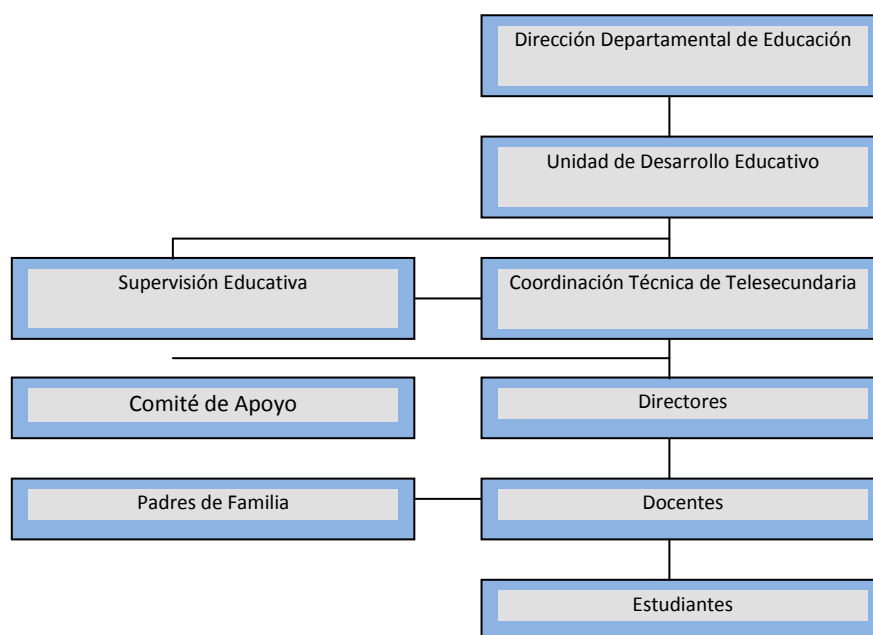 Dirección Departamental de Educación
Unidad de Desarrollo Educativo
Supervisión Educativa
Coordinación Técnica de Telesecundaria
Comité de Apoyo
Directores
Padres de Familia
Docentes
Estudiantes